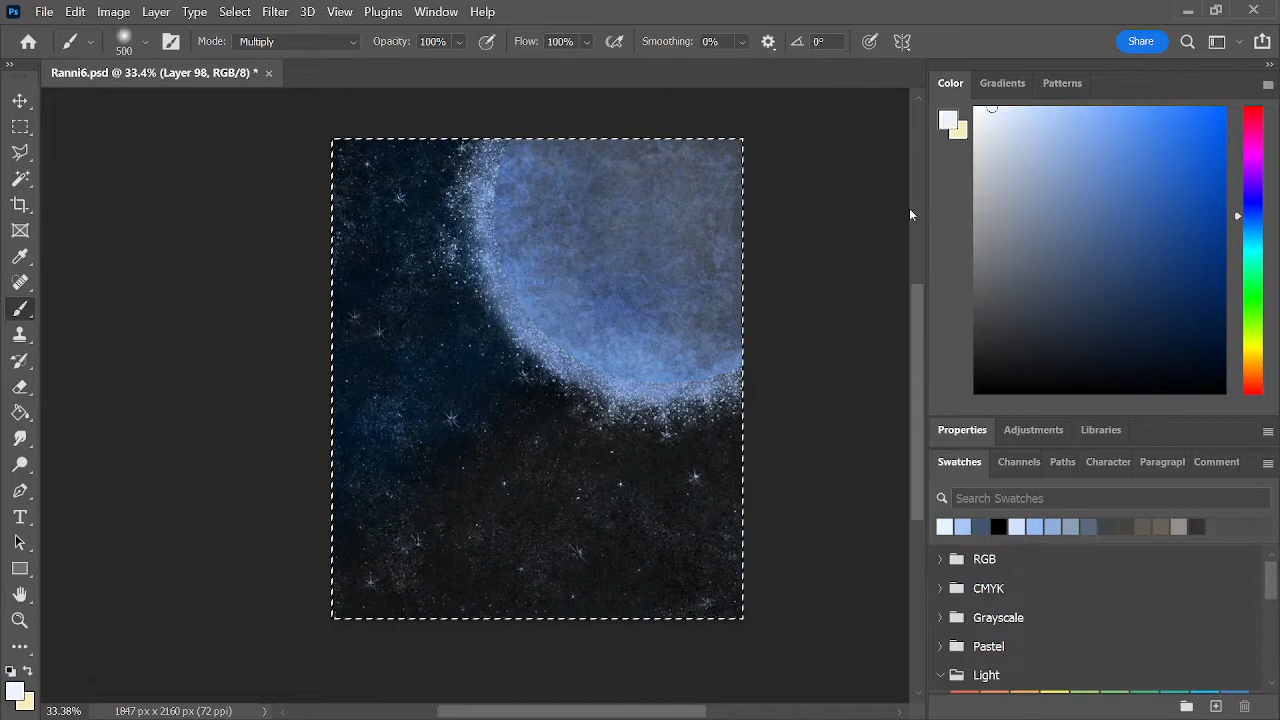 Ps File Edit Image Layer Type Select Filter 3D View Plugins Window Help
500 Mode: Multiply Opacity: 100% Flow: 100% Smoothing: 0% 0° Share
Ranni6.psd @ 33.4% (Layer 98, RGB/8) *
Color Gradients Patterns
Properties Adjustments Libraries
Swatches Channels Paths Character Paragrapl Comment
Search Swatches
RGB
CMYK
Grayscale
Pastel
Light
33.38% 1847 px x 2160 px (72 ppi)